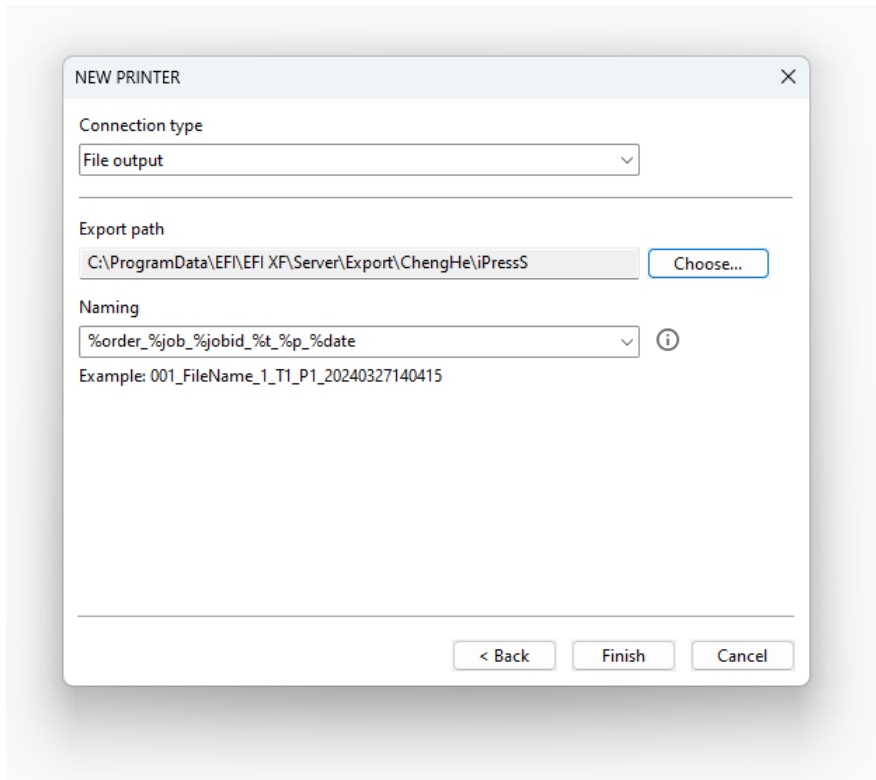 NEW PRINTER
Connection type
File output
Export path
C:\ProgramData\EFI\EFI XF\Server\Export\ChengHe\iPressS
Choose...
Naming
%order_%job_%jobid_%t_%p_%date
Example: 001_FileName_1_T1_P1_20240327140415
< Back
Finish
Cancel